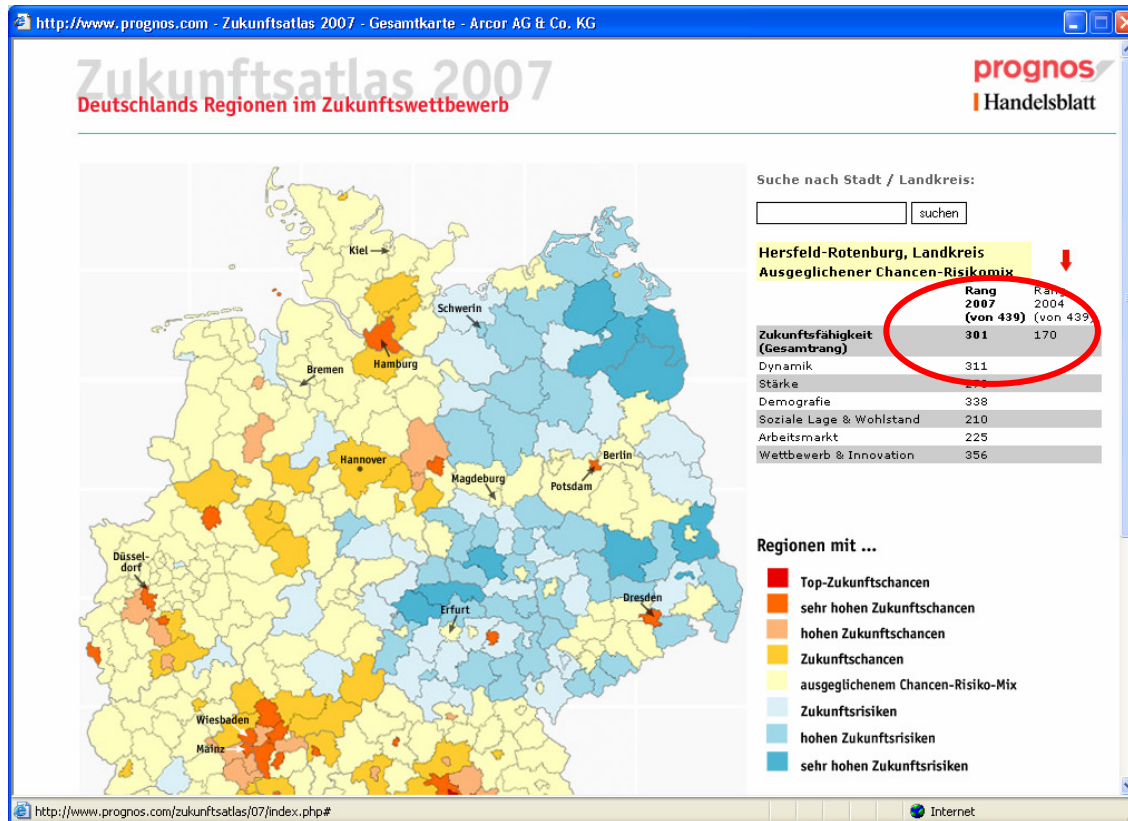 http://www.prognos.com - Zukunftsatlas 2007 - Gesamtkarte - Arcor AG & Co. KG
Zukunftsatlas 2007
Deutschlands Regionen im Zukunftswettbewerb
prognos
Handelsblatt
Suche nach Stadt / Landkreis:
suchen
Hersfeld-Rotenburg, Landkreis
Ausgeglichener Chancen-Risikomix
Rang 2007 (von 439)
Rang 2004 (von 439)
Zukunftsfähigkeit (Gesamtrang) 301 170
Dynamik 311
Stärke
Demografie 338
Soziale Lage & Wohlstand 210
Arbeitsmarkt 225
Wettbewerb & Innovation 356
Kiel
Schwerin
Hamburg
Bremen
Hannover
Berlin
Magdeburg
Potsdam
Düssel-
dorf
Erfurt
Dresden
Wiesbaden
Mainz
Regionen mit ...
Top-Zukunftschancen
sehr hohen Zukunftschancen
hohen Zukunftschancen
Zukunftschancen
ausgeglichenem Chancen-Risiko-Mix
Zukunftsrisiken
hohen Zukunftsrisiken
sehr hohen Zukunftsrisiken
http://www.prognos.com/zukunftsatlas/07/index.php#
Internet